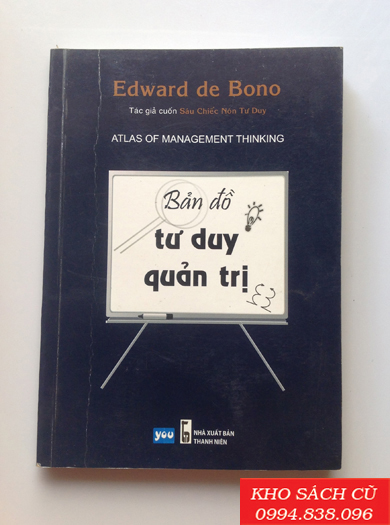 Edward de Bono
Tác giả cuốn Sáu Chiếc Nón Tư Duy
ATLAS OF MANAGEMENT THINKING
Bản đồ
tư duy
quản trị
you
NHÀ XUẤT BẢN
THANH NIÊN
KHO SÁCH CŨ
0994.838.096